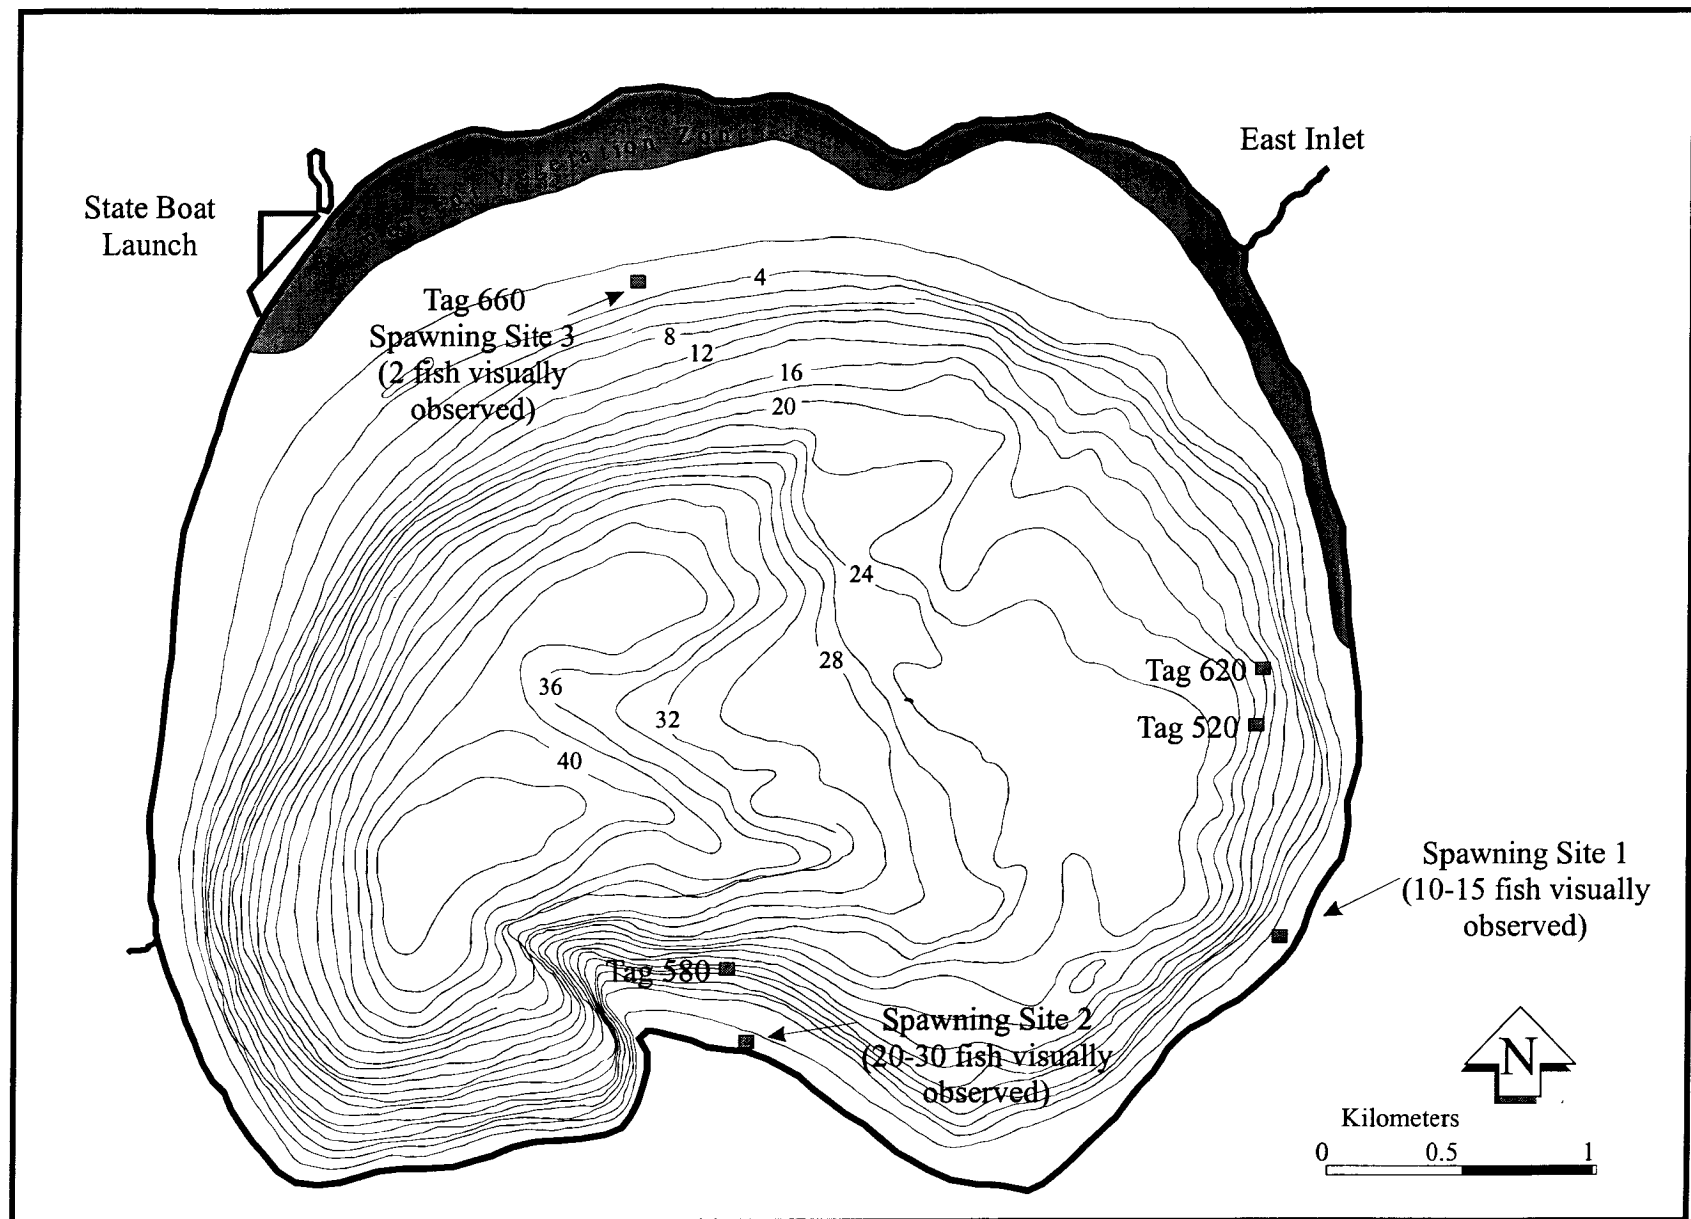 East Inlet
State Boat
Launch
Vegetation Zone
4
Tag 660
Spawning Site 3
(2 fish visually
observed)
8
12
16
20
24
28
Tag 620
36
32
Tag 520
40
Spawning Site 1
(10-15 fish visually
observed)
Tag 580
Spawning Site 2
(20-30 fish visually
observed)
N
Kilometers
0 0.5 1